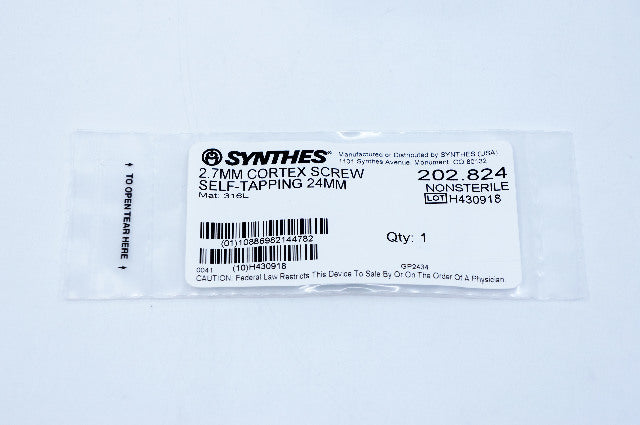 SYNTHES®
Manufactured or Distributed by SYNTHES (USA)
1101 Synthes Avenue, Monument, CO 80132
2.7MM CORTEX SCREW
SELF-TAPPING 24MM
Mat: 316L
202.824
NONSTERILE
LOT H430918
(01)10886982144782
Qty: 1
(10)H430918
0041
GP2434
CAUTION: Federal Law Restricts This Device To Sale By Or On The Order Of A Physician.
↑ TO OPEN TEAR HERE ↑